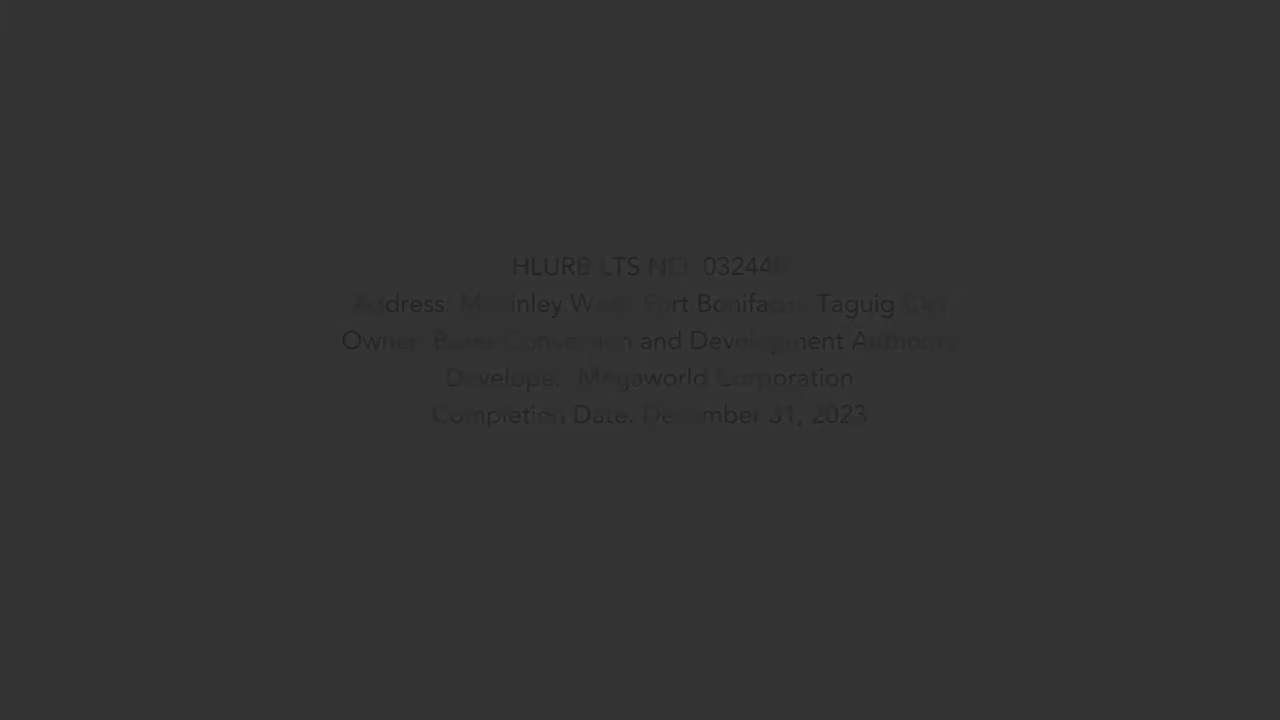 HLURB LTS NO. 
Address: McKinley West, Fort Bonifacio, Taguig City
Owner: Bases Conversion and Development Authority
Developer: Megaworld Corporation
Completion Date: December 31, 2023